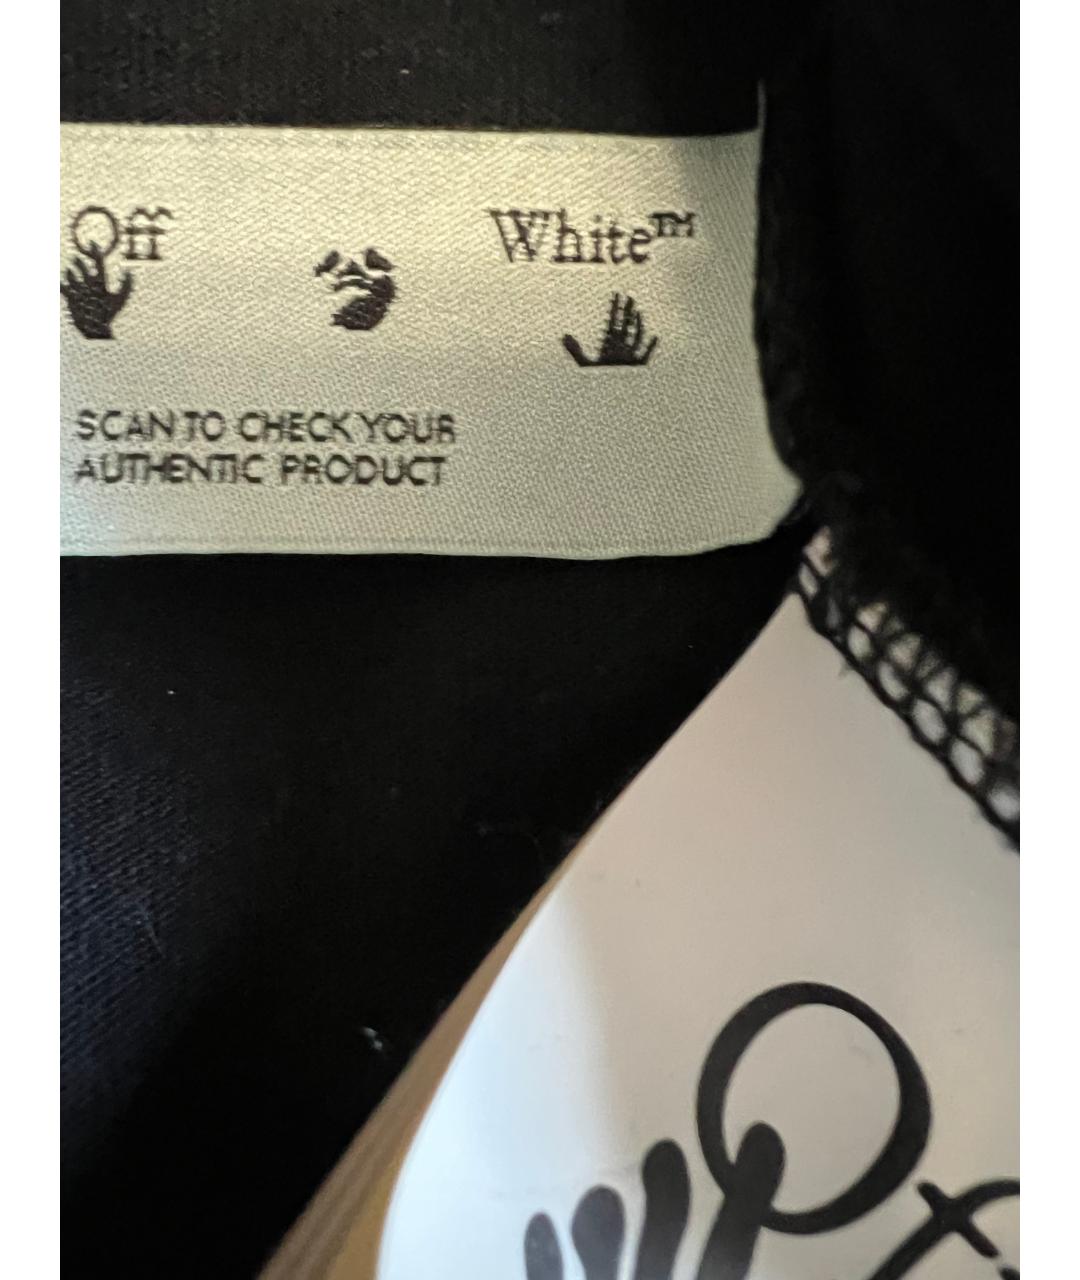 Off White™
SCAN TO CHECK YOUR
AUTHENTIC PRODUCT